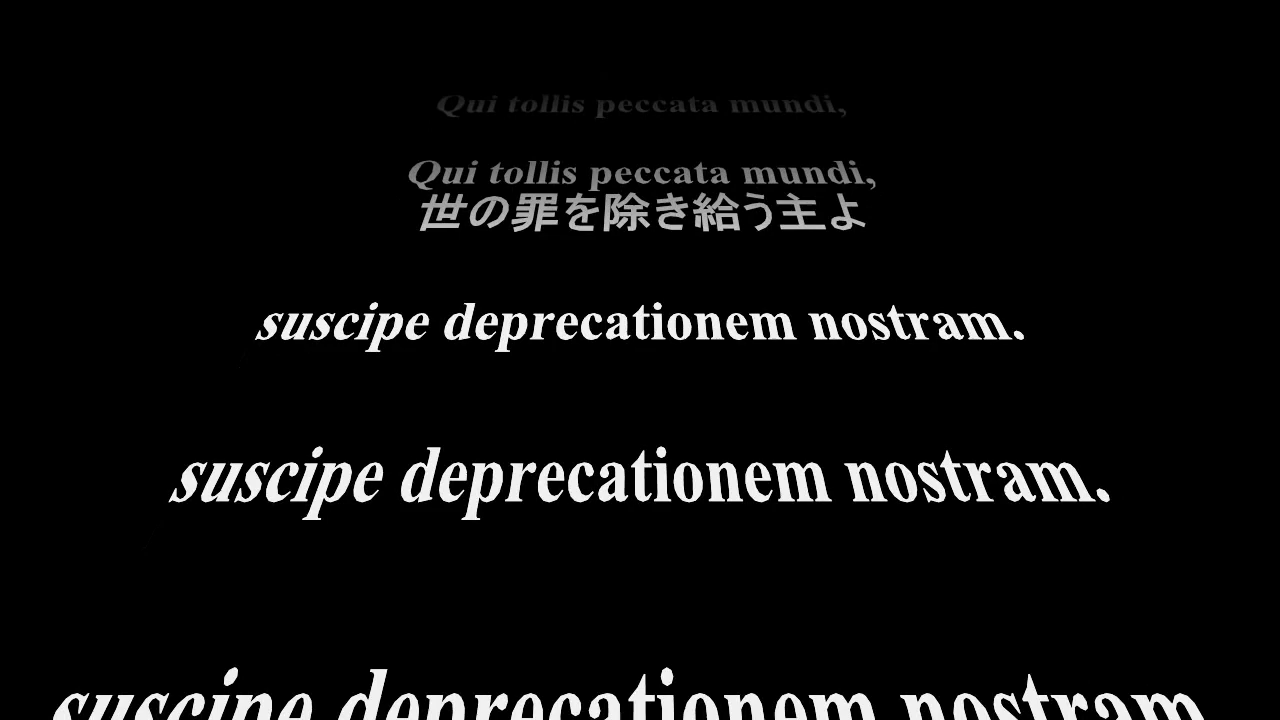 Qui tollis peccata mundi,
Qui tollis peccata mundi,
世の罪を除き給う主よ
suscipe deprecationem nostram.
suscipe deprecationem nostram.
suscipe deprecationem nostram